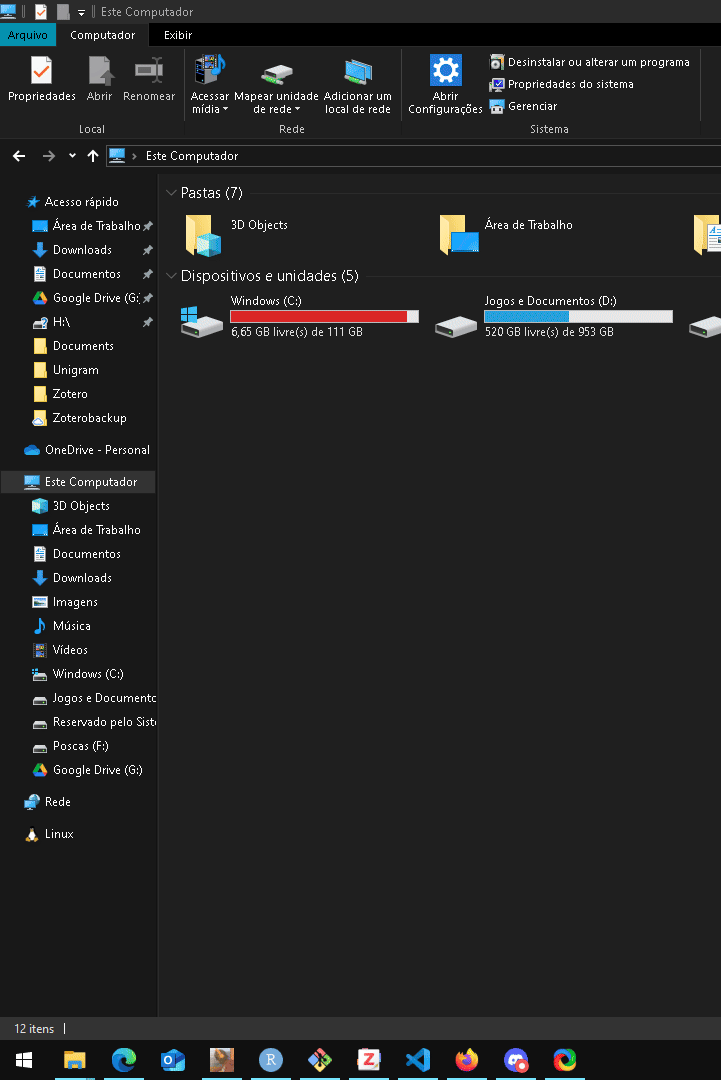 Este Computador
Arquivo
Computador
Exibir
Propriedades
Abrir
Renomear
Local
Acessar
mídia
Mapear unidade
de rede
Adicionar um
local de rede
Rede
Abrir
Configurações
Desinstalar ou alterar um programa
Propriedades do sistema
Gerenciar
Sistema
Este Computador
Acesso rápido
Área de Trabalho
Downloads
Documentos
Google Drive (G:
H:\
Documents
Unigram
Zotero
Zoterobackup
OneDrive - Personal
Este Computador
3D Objects
Área de Trabalho
Documentos
Downloads
Imagens
Música
Vídeos
Windows (C:)
Jogos e Documento
Reservado pelo Siste
Poscas (F:)
Google Drive (G:)
Rede
Linux
Pastas (7)
3D Objects
Área de Trabalho
Dispositivos e unidades (5)
Windows (C:)
6,65 GB livre(s) de 111 GB
Jogos e Documentos (D:)
520 GB livre(s) de 953 GB
12 itens